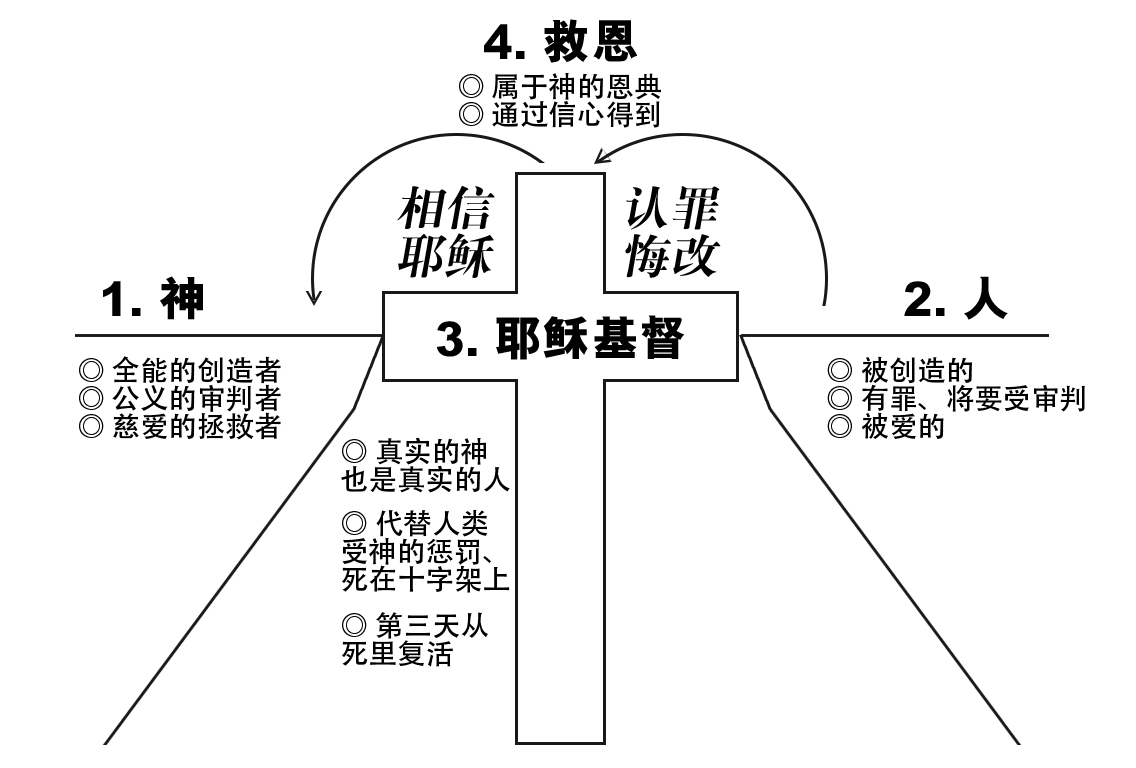 4. 救恩
◎ 属于神的恩典
◎ 通过信心得到
相信
耶稣
认罪
悔改
1. 神
2. 人
3. 耶稣基督
◎ 全能的创造者
◎ 公义的审判者
◎ 慈爱的拯救者
◎ 被创造的
◎ 有罪、将要受审判
◎ 被爱的
◎ 真实的神
也是真实的人
◎ 代替人类
受神的惩罚、
死在十字架上
◎ 第三天从
死里复活